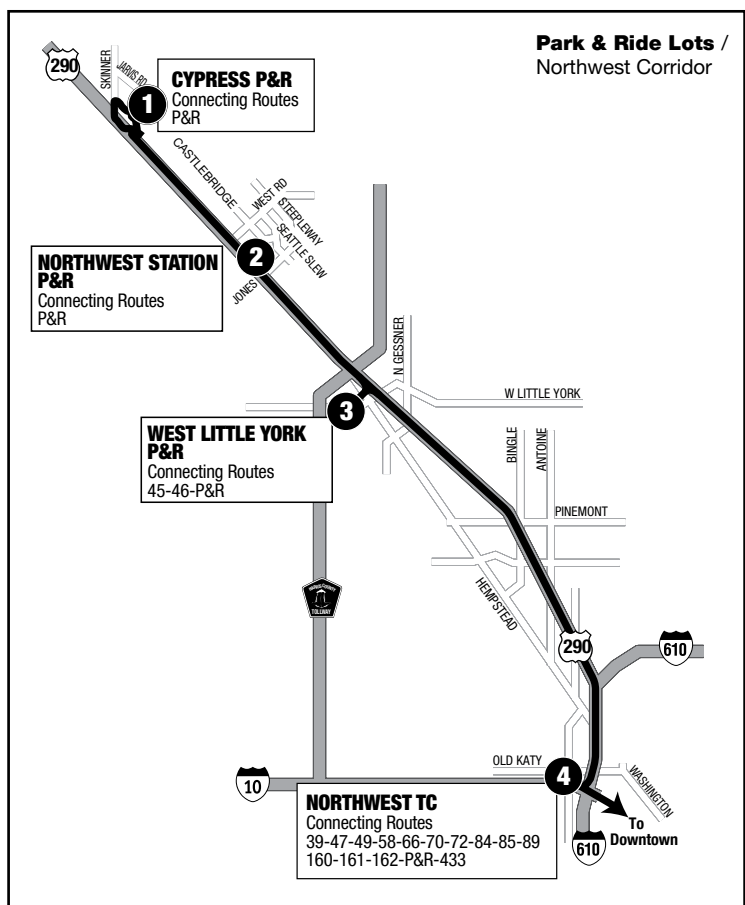 Park & Ride Lots /
Northwest Corridor
290
SKINNER
JARVIS RD
1
CYPRESS P&R
Connecting Routes
P&R
CASTLEBRIDGE
WEST RD
STEEPLEWAY
SEATTLE SLEW
2
JONES
NORTHWEST STATION
P&R
Connecting Routes
P&R
N GESSNER
W LITTLE YORK
3
WEST LITTLE YORK
P&R
Connecting Routes
45-46-P&R
BINGLE
ANTOINE
PINEMONT
HEMPSTEAD
HARRIS COUNTY
TOLLWAY
290
610
OLD KATY
4
WASHINGTON
10
NORTHWEST TC
Connecting Routes
39-47-49-58-66-70-72-84-85-89
160-161-162-P&R-433
To
Downtown
610